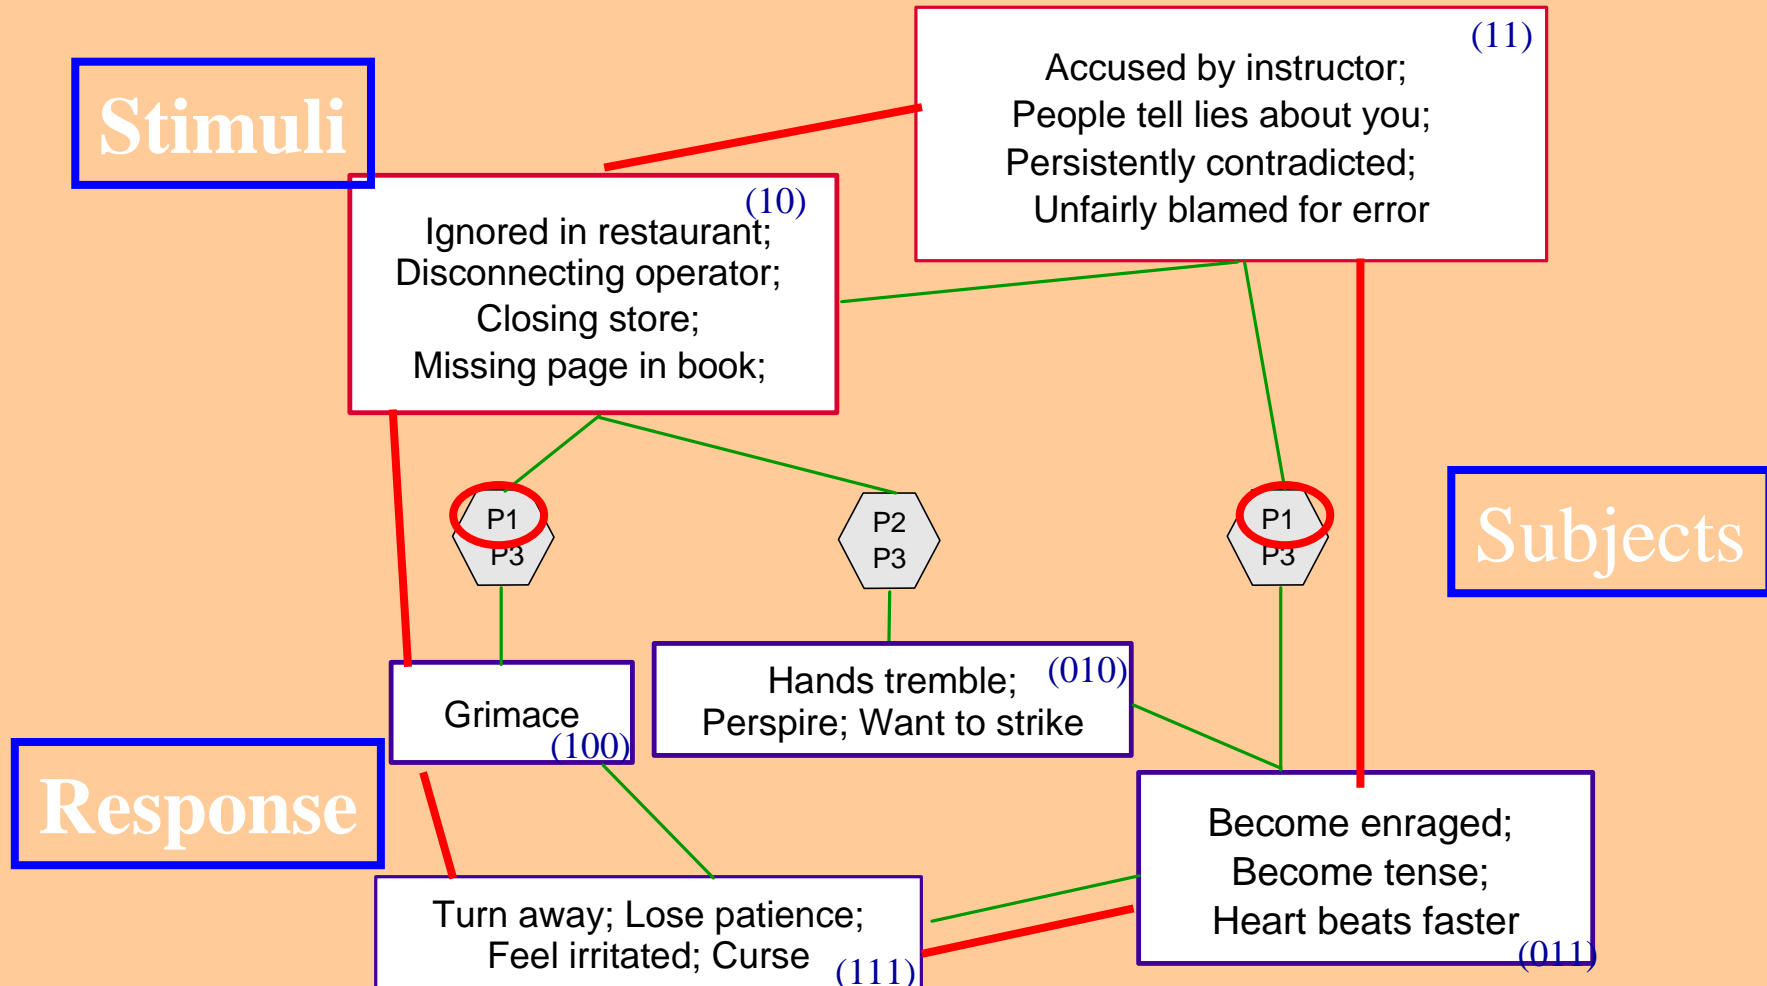 Stimuli
(11)
Accused by instructor;
People tell lies about you;
Persistently contradicted;
Unfairly blamed for error
(10)
Ignored in restaurant;
Disconnecting operator;
Closing store;
Missing page in book;
P1
P3
P2
P3
P1
P3
Subjects
Grimace
(100)
Hands tremble; (010)
Perspire; Want to strike
Response
Become enraged;
Become tense;
Heart beats faster
(011)
Turn away; Lose patience;
Feel irritated; Curse
(111)